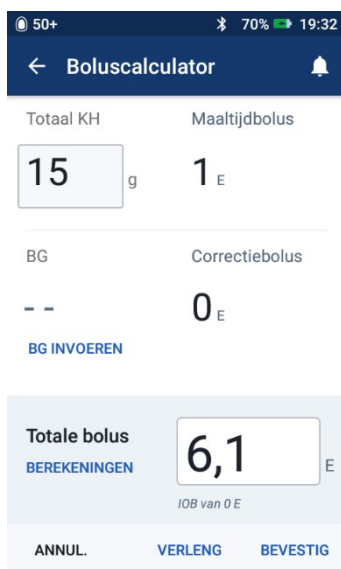 50+ 70% 19:32
Boluscalculator
Totaal KH Maaltijdbolus
15 g 1 E
BG Correctiebolus
- - 0 E
BG INVOEREN
Totale bolus
BEREKENINGEN
6,1 E
IOB van 0 E
ANNUL. VERLENG BEVESTIG